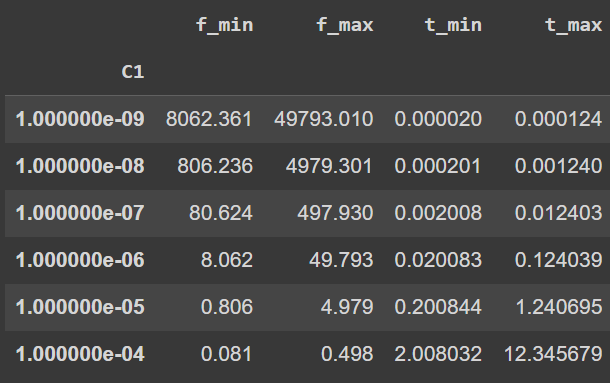 f_min f_max t_min t_max
C1
1.000000e-09 8062.361 49793.010 0.000020 0.000124
1.000000e-08 806.236 4979.301 0.000201 0.001240
1.000000e-07 80.624 497.930 0.002008 0.012403
1.000000e-06 8.062 49.793 0.020083 0.124039
1.000000e-05 0.806 4.979 0.200844 1.240695
1.000000e-04 0.081 0.498 2.008032 12.345679